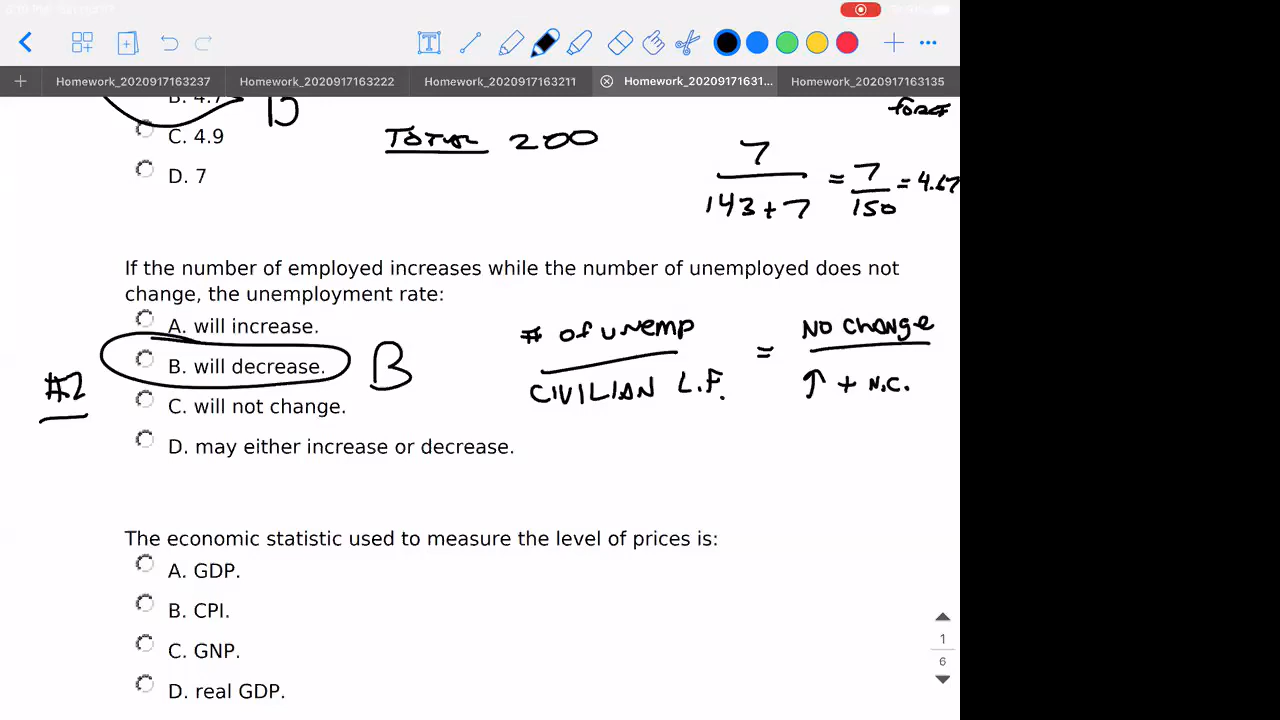 Homework_2020917163237 Homework_2020917163222 Homework_2020917163211 Homework_20209171631... Homework_2020917163135
B. 4.7 B
C. 4.9
D. 7
TOTAL 200
force
7 / 143 + 7 = 7 / 150 = 4.67
If the number of employed increases while the number of unemployed does not
change, the unemployment rate:
A. will increase.
B. will decrease. B
#2
C. will not change.
D. may either increase or decrease.
# of unemp / CIVILIAN L.F. = NO change / ↑ + N.C.
The economic statistic used to measure the level of prices is:
A. GDP.
B. CPI.
C. GNP.
D. real GDP.
1
6